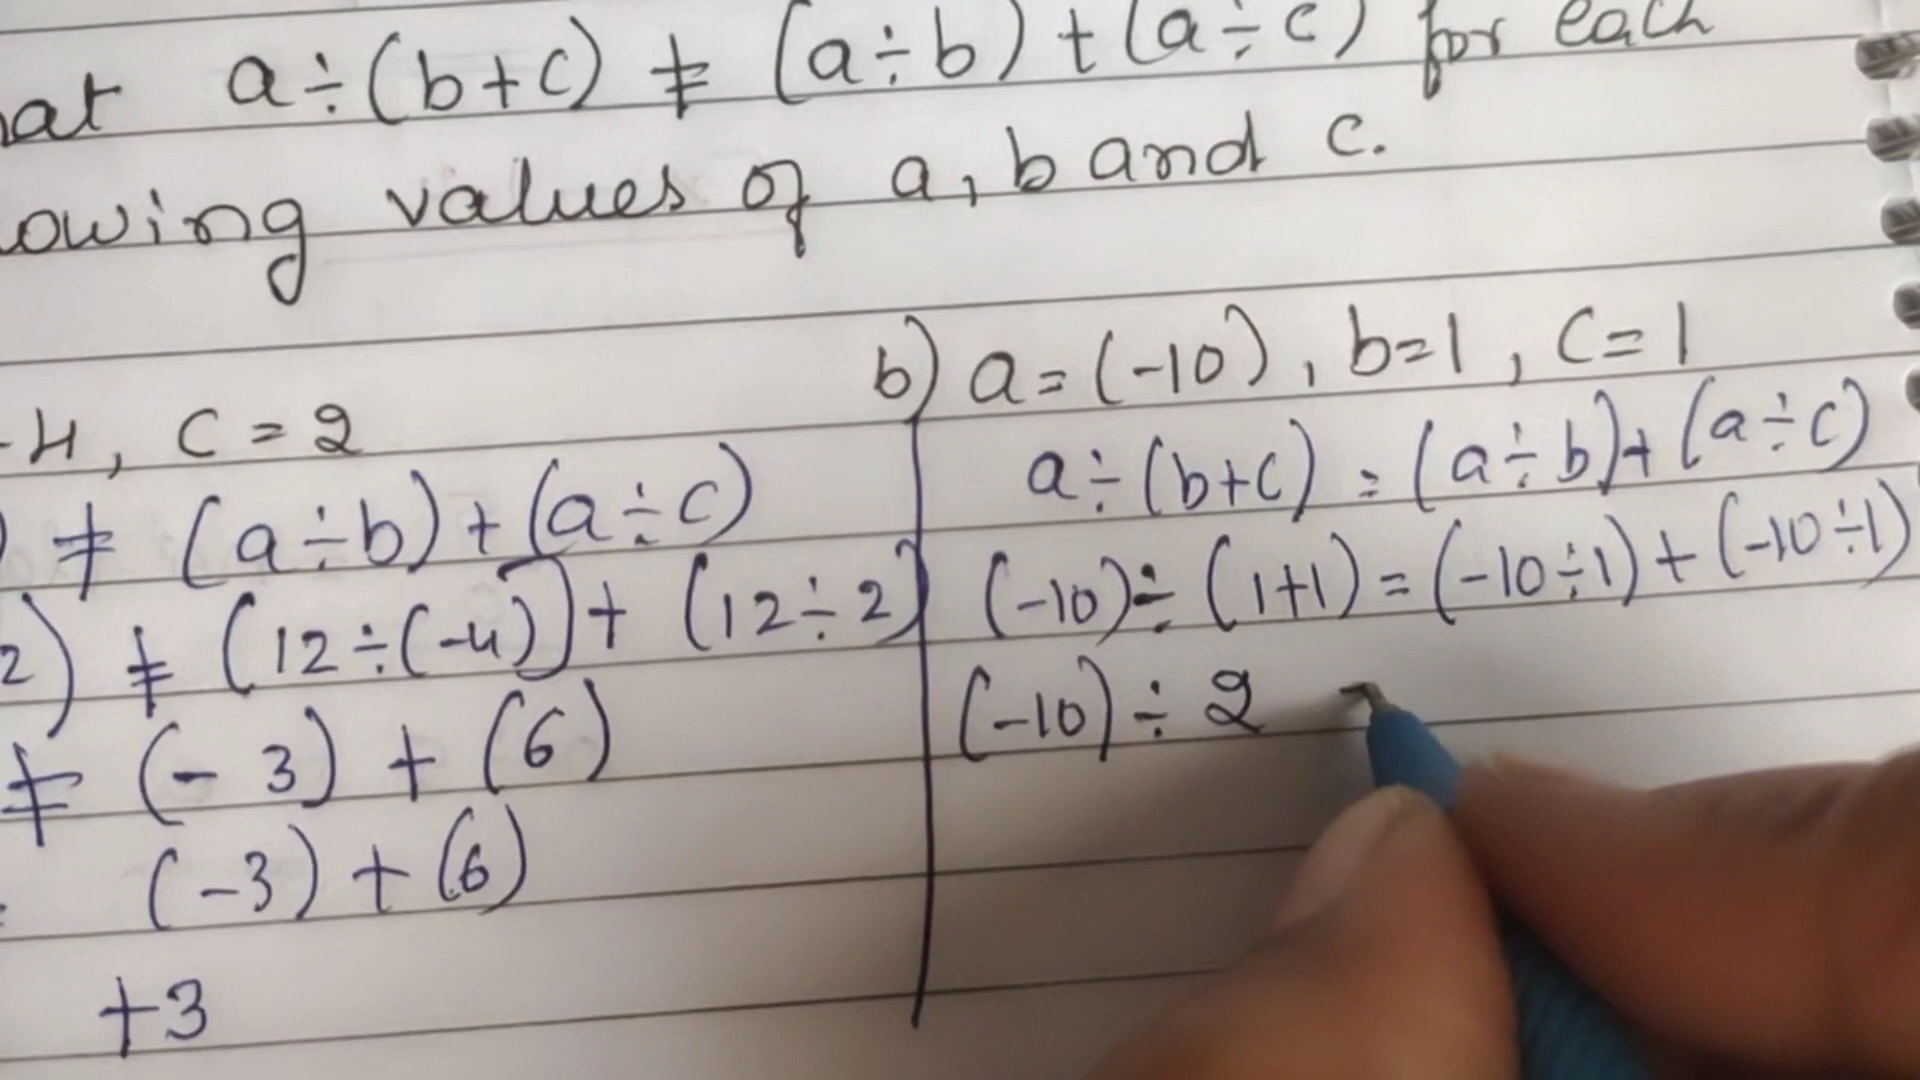 at a÷(b+c) ≠ (a÷b)+(a÷c) for each
owing values of a, b and c.
-4, c=2
) ≠ (a÷b)+(a÷c)
2) ≠ (12÷(-4))+(12÷2)
≠ (-3)+(6)
(-3)+(6)
+3
b) a=(-10), b=1, c=1
a÷(b+c)=(a÷b)+(a÷c)
(-10)÷(1+1)=(-10÷1)+(-10÷1)
(-10)÷2